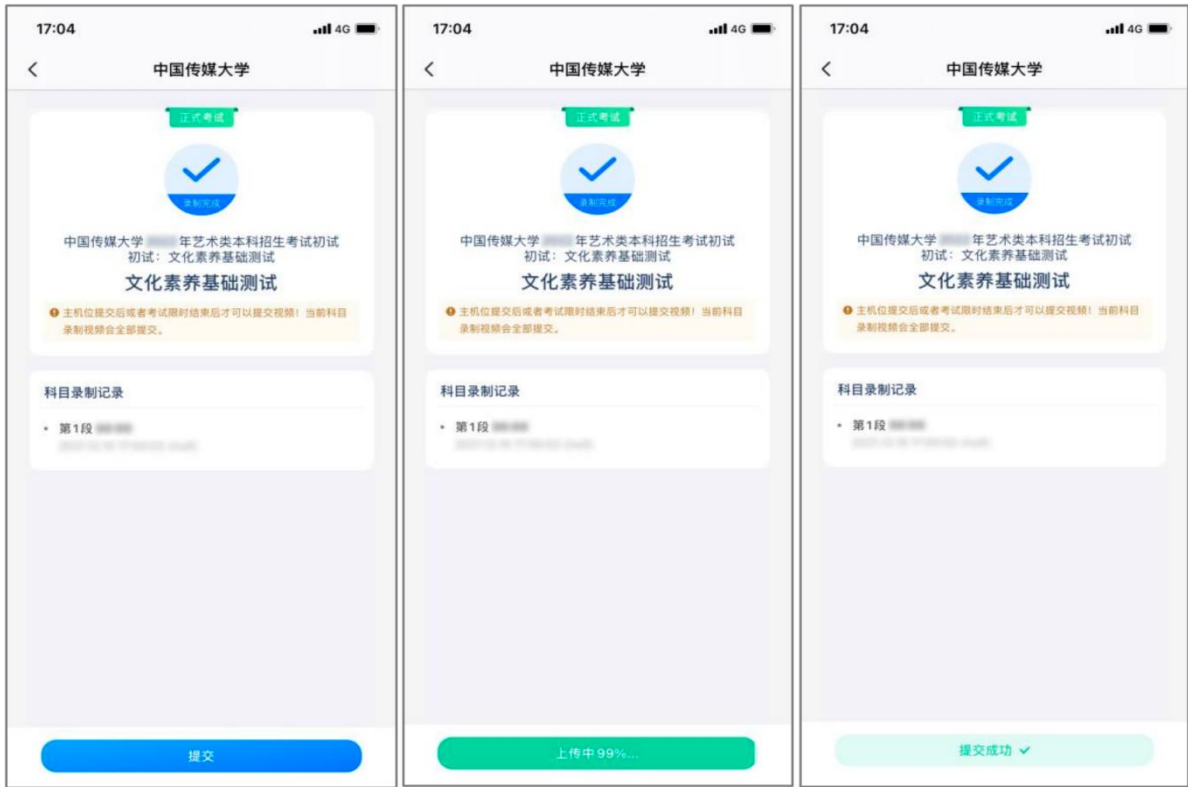 17:04
4G
中国传媒大学
正式考试
录制完成
中国传媒大学 年艺术类本科招生考试初试
初试：文化素养基础测试
文化素养基础测试
主机位提交后或者考试限时结束后才可以提交视频！当前科目
录制视频会全部提交。
科目录制记录
• 第1段
提交
17:04
4G
中国传媒大学
正式考试
录制完成
中国传媒大学 年艺术类本科招生考试初试
初试：文化素养基础测试
文化素养基础测试
主机位提交后或者考试限时结束后才可以提交视频！当前科目
录制视频会全部提交。
科目录制记录
• 第1段
上传中99%...
17:04
4G
中国传媒大学
正式考试
录制完成
中国传媒大学 年艺术类本科招生考试初试
初试：文化素养基础测试
文化素养基础测试
主机位提交后或者考试限时结束后才可以提交视频！当前科目
录制视频会全部提交。
科目录制记录
• 第1段
提交成功 ✓